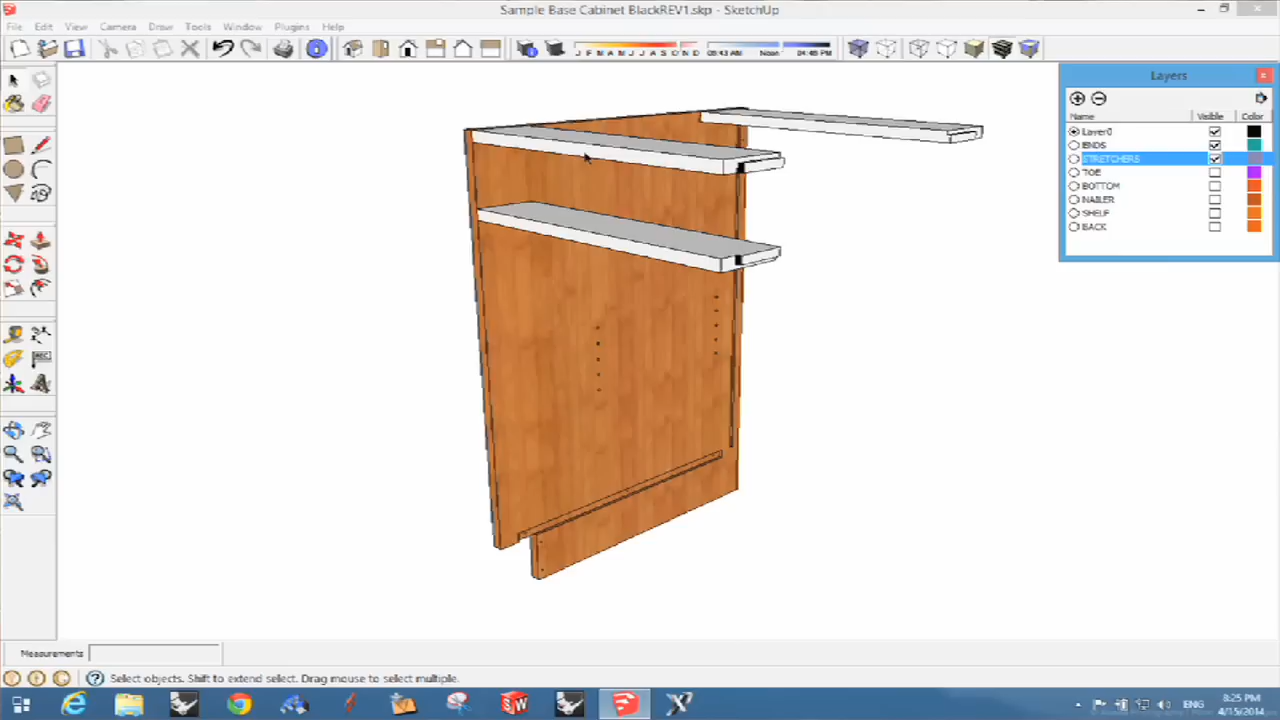 Sample Base Cabinet BlackREV1.skp - SketchUp
File Edit View Camera Draw Tools Window Plugins Help
J F M A M J J A S O N D
06:43 AM Noon 04:46 PM
Layers
Name Visible Color
Layer0
ENDS
STRETCHERS
TOE
BOTTOM
NAILER
SHELF
BACK
Measurements
Select objects. Shift to extend select. Drag mouse to select multiple.
ENG
8:25 PM
4/15/2014